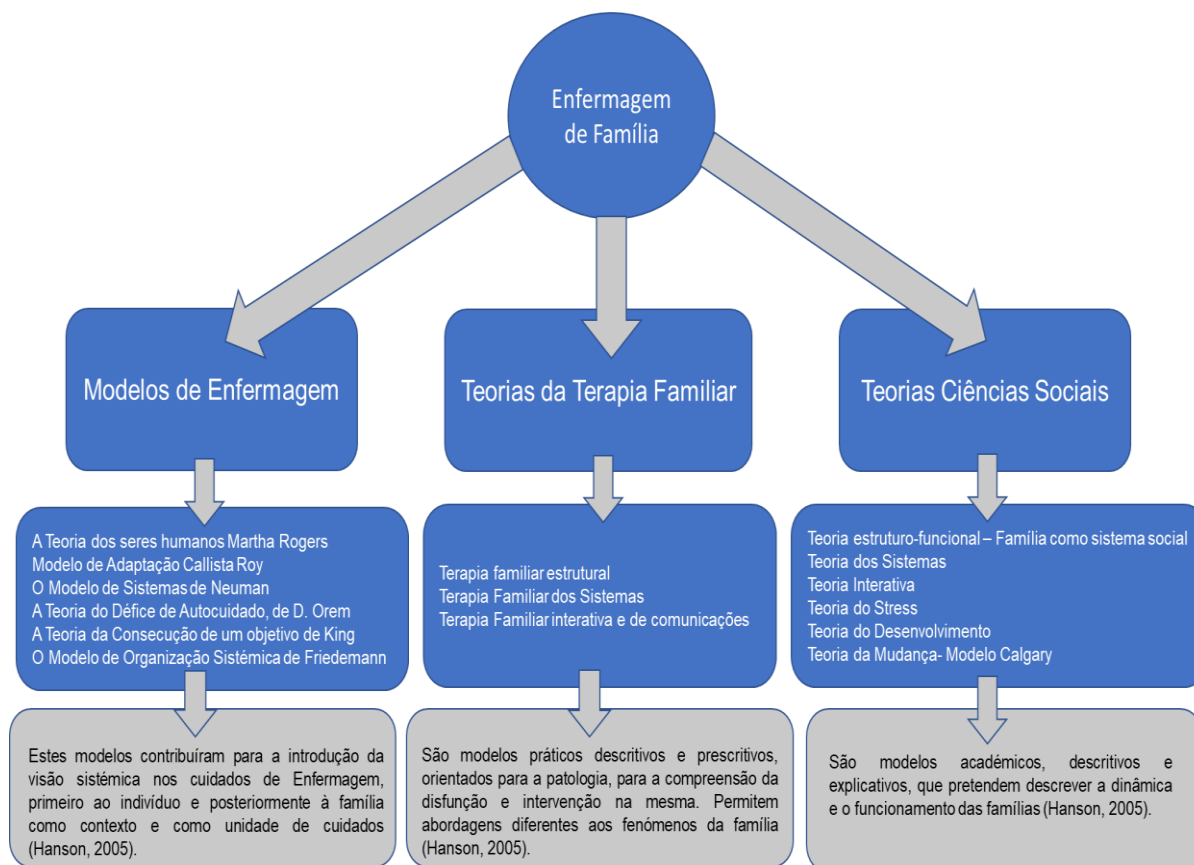 Enfermagem
de Família
Modelos de Enfermagem
Teorias da Terapia Familiar
Teorias Ciências Sociais
A Teoria dos seres humanos Martha Rogers
Modelo de Adaptação Callista Roy
O Modelo de Sistemas de Neuman
A Teoria do Défice de Autocuidado, de D. Orem
A Teoria da Consecução de um objetivo de King
O Modelo de Organização Sistémica de Friedemann
Terapia familiar estrutural
Terapia Familiar dos Sistemas
Terapia Familiar interativa e de comunicações
Teoria estruturo-funcional – Família como sistema social
Teoria dos Sistemas
Teoria Interativa
Teoria do Stress
Teoria do Desenvolvimento
Teoria da Mudança- Modelo Calgary
Estes modelos contribuíram para a introdução da
visão sistémica nos cuidados de Enfermagem,
primeiro ao indivíduo e posteriormente à família
como contexto e como unidade de cuidados
(Hanson, 2005).
São modelos práticos descritivos e prescritivos,
orientados para a patologia, para a compreensão da
disfunção e intervenção na mesma. Permitem
abordagens diferentes aos fenómenos da família
(Hanson, 2005).
São modelos académicos, descritivos e
explicativos, que pretendem descrever a dinâmica
e o funcionamento das famílias (Hanson, 2005).